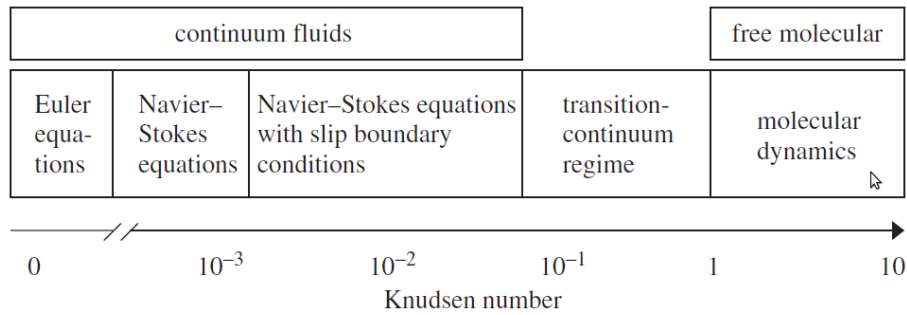 continuum fluids
free molecular
Euler
equa-
tions
Navier–
Stokes
equations
Navier–Stokes equations
with slip boundary
conditions
transition-
continuum
regime
molecular
dynamics
0 10⁻³ 10⁻² 10⁻¹ 1 10
Knudsen number